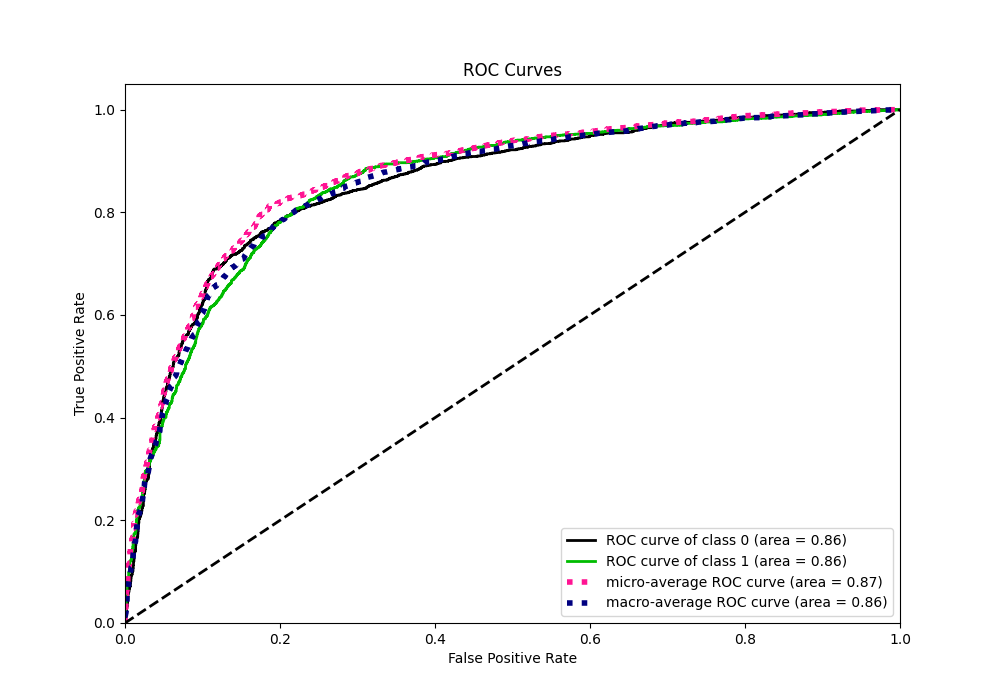 ROC Curves
True Positive Rate
1.0
0.8
0.6
0.4
0.2
0.0
ROC curve of class 0 (area = 0.86)
ROC curve of class 1 (area = 0.86)
micro-average ROC curve (area = 0.87)
macro-average ROC curve (area = 0.86)
0.0 0.2 0.4 0.6 0.8 1.0
False Positive Rate